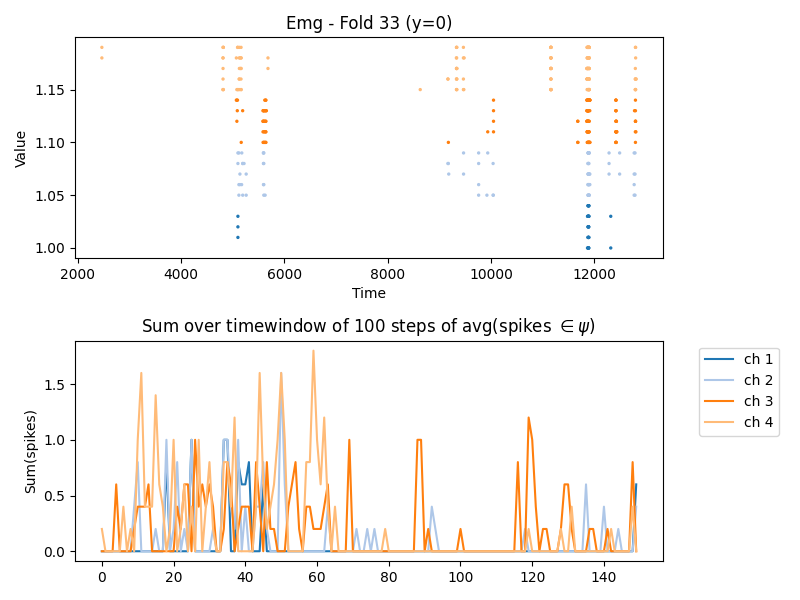 Emg - Fold 33 (y=0)
Value
1.15
1.10
1.05
1.00
2000 4000 6000 8000 10000 12000
Time
Sum over timewindow of 100 steps of avg(spikes ∈ ψ)
Sum(spikes)
1.5
1.0
0.5
0.0
0 20 40 60 80 100 120 140
ch 1
ch 2
ch 3
ch 4